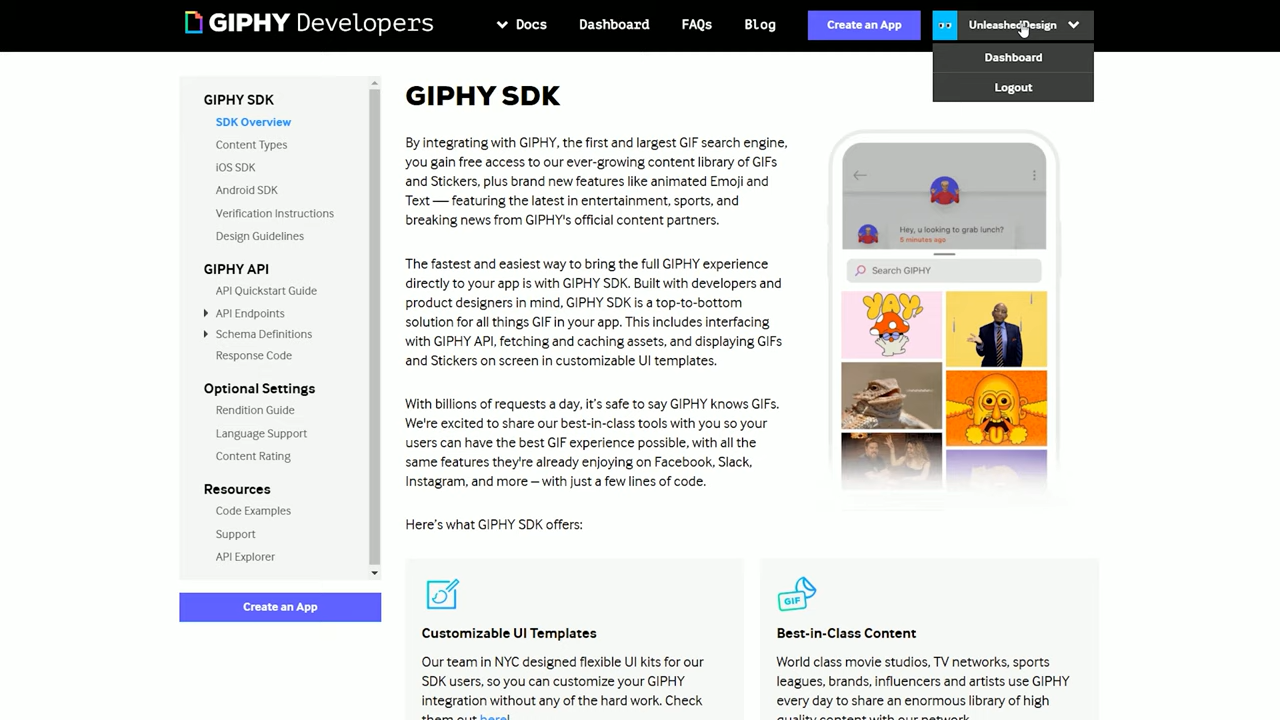 GIPHY Developers
Docs
Dashboard
FAQs
Blog
Create an App
UnleashedDesign
Dashboard
Logout
GIPHY SDK
SDK Overview
Content Types
iOS SDK
Android SDK
Verification Instructions
Design Guidelines
GIPHY API
API Quickstart Guide
API Endpoints
Schema Definitions
Response Code
Optional Settings
Rendition Guide
Language Support
Content Rating
Resources
Code Examples
Support
API Explorer
Create an App
GIPHY SDK
By integrating with GIPHY, the first and largest GIF search engine,
you gain free access to our ever-growing content library of GIFs
and Stickers, plus brand new features like animated Emoji and
Text — featuring the latest in entertainment, sports, and
breaking news from GIPHY's official content partners.
The fastest and easiest way to bring the full GIPHY experience
directly to your app is with GIPHY SDK. Built with developers and
product designers in mind, GIPHY SDK is a top-to-bottom
solution for all things GIF in your app. This includes interfacing
with GIPHY API, fetching and caching assets, and displaying GIFs
and Stickers on screen in customizable UI templates.
With billions of requests a day, it's safe to say GIPHY knows GIFs.
We're excited to share our best-in-class tools with you so your
users can have the best GIF experience possible, with all the
same features they're already enjoying on Facebook, Slack,
Instagram, and more – with just a few lines of code.
Here's what GIPHY SDK offers:
Hey, u looking to grab lunch?
5 minutes ago
Search GIPHY
YAY,
Customizable UI Templates
Our team in NYC designed flexible UI kits for our
SDK users, so you can customize your GIPHY
integration without any of the hard work. Check
them out here!
GIF
Best-in-Class Content
World class movie studios, TV networks, sports
leagues, brands, influencers and artists use GIPHY
every day to share an enormous library of high
quality content with our network.